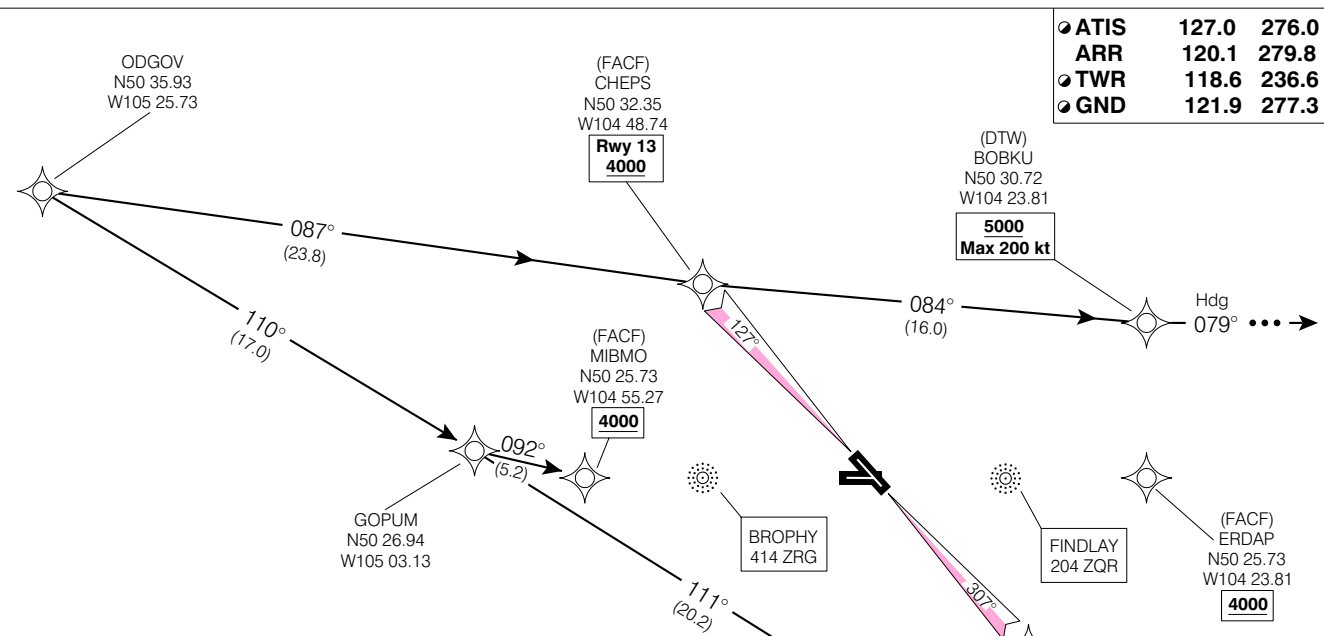 ATIS 127.0 276.0
ARR 120.1 279.8
TWR 118.6 236.6
GND 121.9 277.3
ODGOV
N50 35.93
W105 25.73
(FACF)
CHEPS
N50 32.35
W104 48.74
Rwy 13
4000
(DTW)
BOBKU
N50 30.72
W104 23.81
5000
Max 200 kt
087°
(23.8)
084°
(16.0)
Hdg
079°
110°
(17.0)
127°
(FACF)
MIBMO
N50 25.73
W104 55.27
4000
092°
(5.2)
GOPUM
N50 26.94
W105 03.13
BROPHY
414 ZRG
FINDLAY
204 ZQR
(FACF)
ERDAP
N50 25.73
W104 23.81
4000
111°
(20.2)
307°